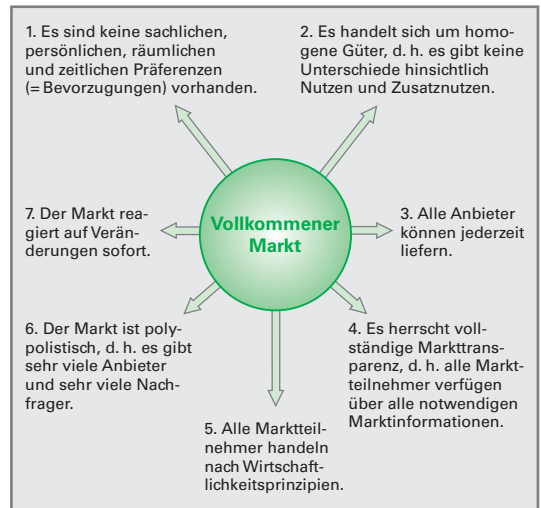 1. Es sind keine sachlichen,
persönlichen, räumlichen
und zeitlichen Präferenzen
(= Bevorzugungen) vorhanden.
2. Es handelt sich um homo-
gene Güter, d. h. es gibt keine
Unterschiede hinsichtlich
Nutzen und Zusatznutzen.
Vollkommener
Markt
3. Alle Anbieter
können jederzeit
liefern.
4. Es herrscht voll-
ständige Markttrans-
parenz, d. h. alle Markt-
teilnehmer verfügen
über alle notwendigen
Marktinformationen.
5. Alle Marktteil-
nehmer handeln
nach Wirtschaft-
lichkeitsprinzipien.
6. Der Markt ist poly-
polistisch, d. h. es gibt
sehr viele Anbieter
und sehr viele Nach-
frager.
7. Der Markt rea-
giert auf Verän-
derungen sofort.